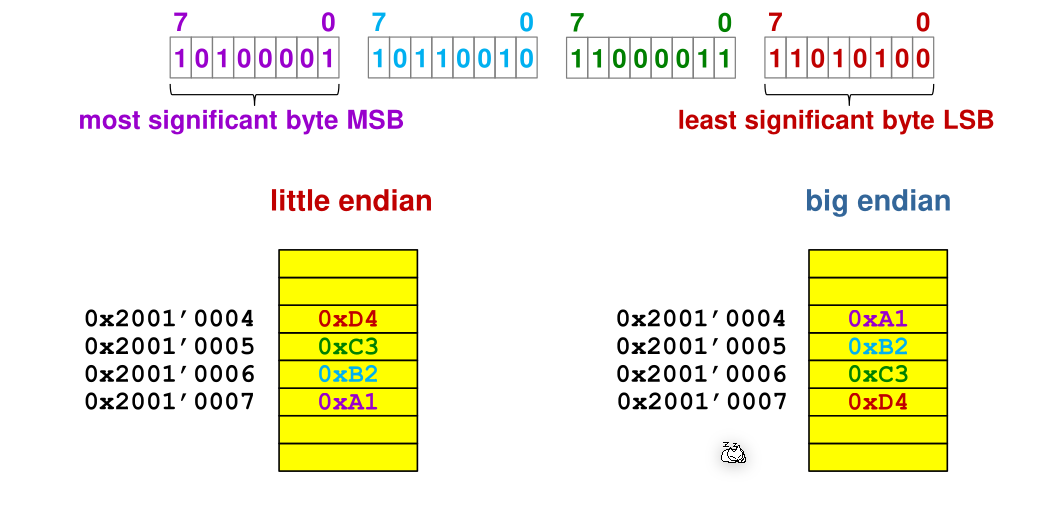 7 0 7 0 7 0 7 0
1 0 1 0 0 0 0 1 1 0 1 1 0 0 1 0 1 1 0 0 0 0 1 1 1 1 0 1 0 1 0 0
most significant byte MSB least significant byte LSB
little endian big endian
0x2001’0004 0xD4 0x2001’0004 0xA1
0x2001’0005 0xC3 0x2001’0005 0xB2
0x2001’0006 0xB2 0x2001’0006 0xC3
0x2001’0007 0xA1 0x2001’0007 0xD4